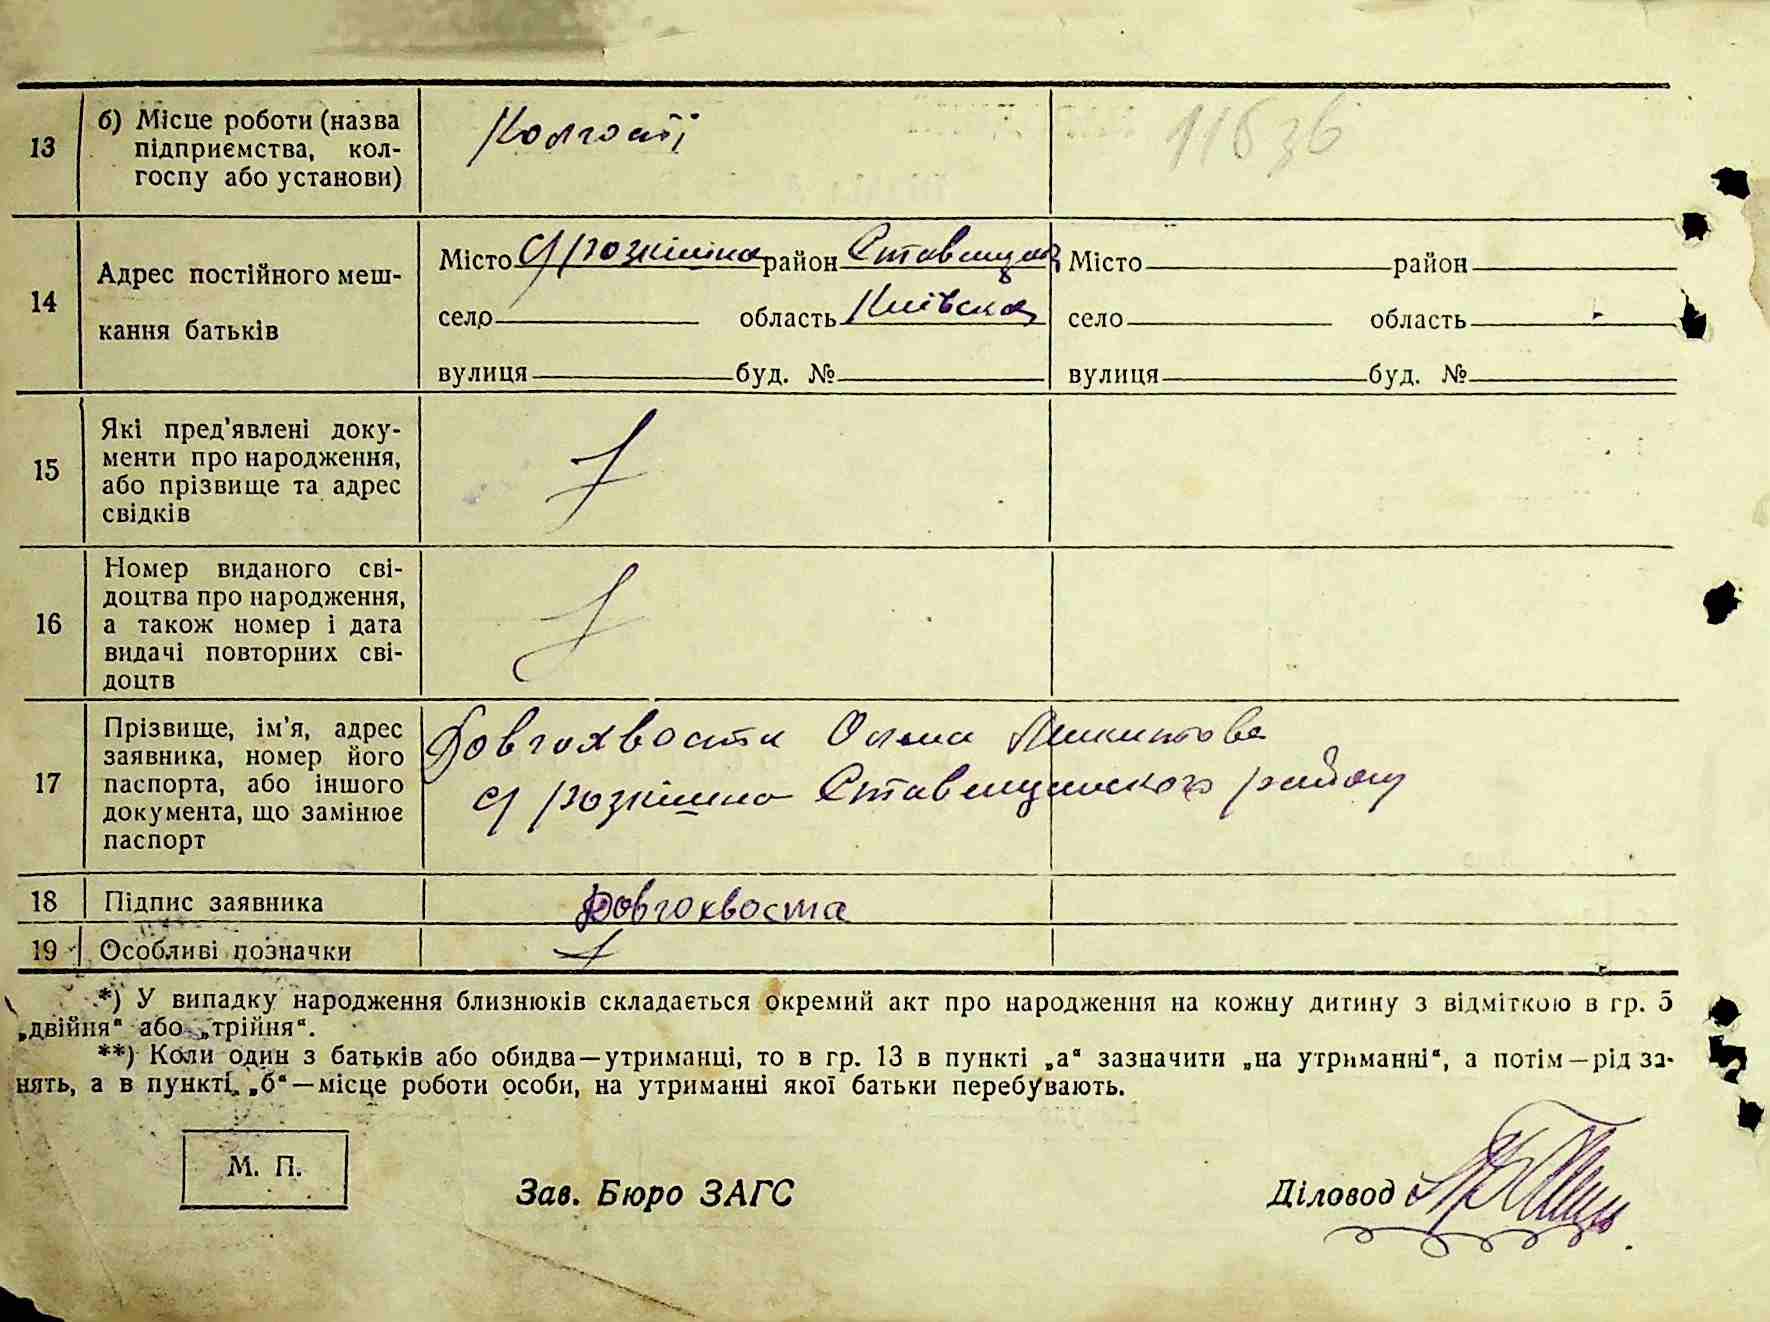 13 б) Місце роботи (назва
підприємства, кол-
госпу або установи)
Колгоспі
14 Адрес постійного меш-
кання батьків
Місто с Розкішна район Ставищанс Місто район
село область Київська село область
вулиця буд. № вулиця буд. №
15 Які пред'явлені доку-
менти про народження,
або прізвище та адрес
свідків
16 Номер виданого сві-
доцтва про народження,
а також номер і дата
видачі повторних сві-
доцтв
17 Прізвище, ім'я, адрес
заявника, номер його
паспорта, або іншого
документа, що замінює
паспорт
Довгохвоста Олена
с Розкішна Ставищанского району
18 Підпис заявника Довгохвоста
19 Особливі позначки
*) У випадку народження близнюків складається окремий акт про народження на кожну дитину з відміткою в гр. 5
„двійня“ або „трійня“.
**) Коли один з батьків або обидва—утриманці, то в гр. 13 в пункті „а“ зазначити „на утриманні“, а потім—рід за-
нять, а в пункті „б“—місце роботи особи, на утриманні якої батьки перебувають.
М. П.
Зав. Бюро ЗАГС
Діловод